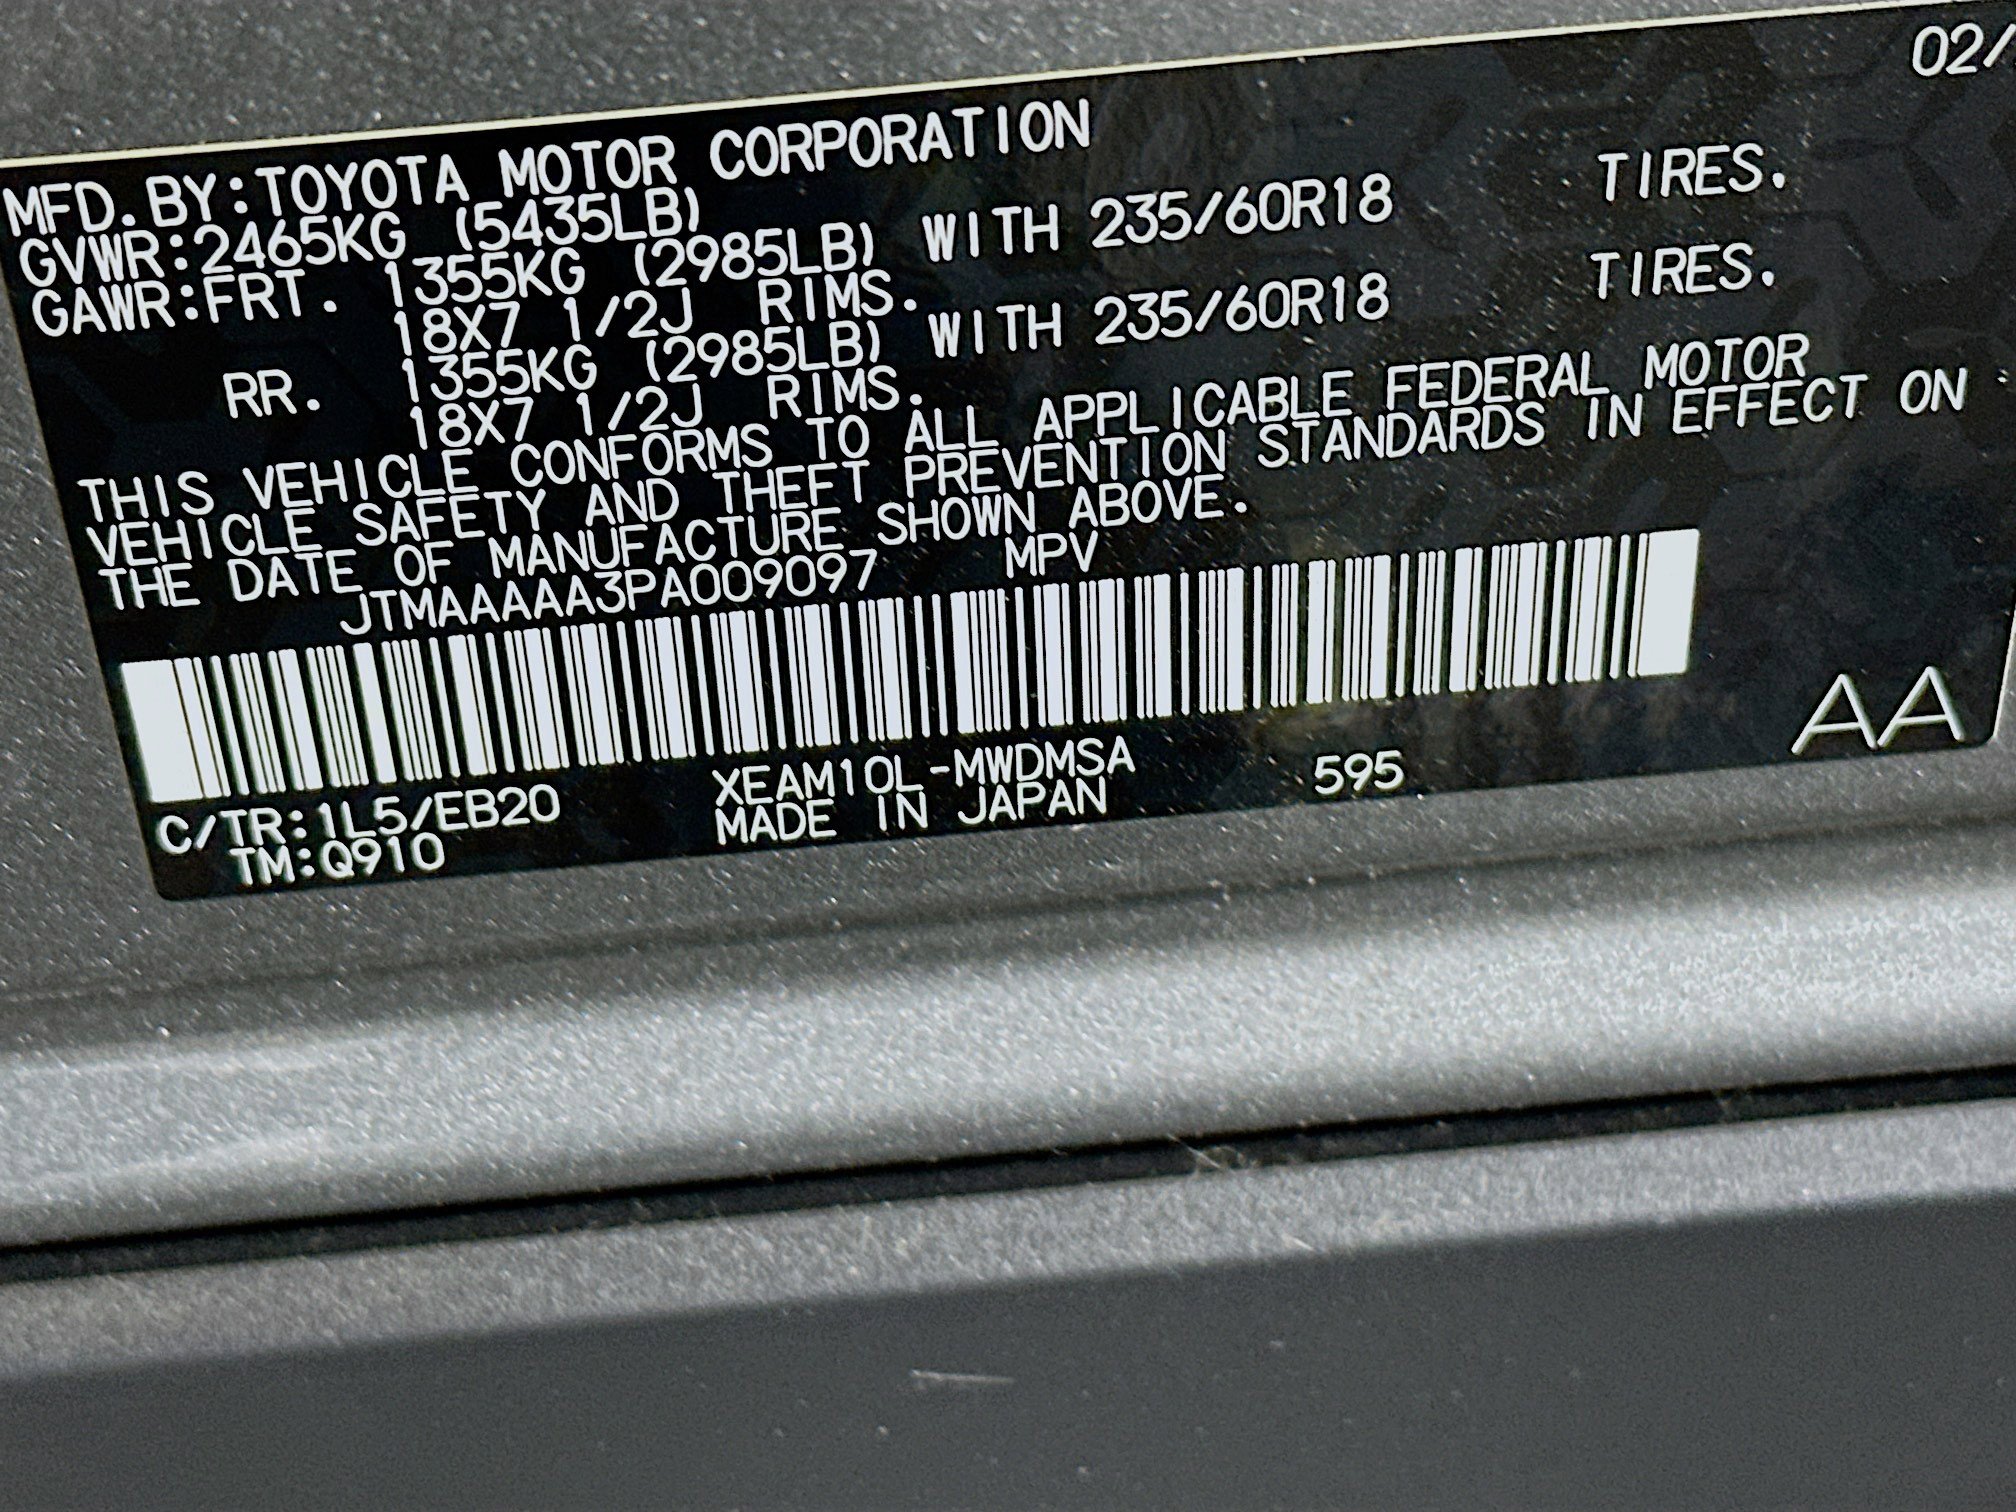 02/
MFD.BY:TOYOTA MOTOR CORPORATION
GVWR:2465KG (5435LB)
GAWR:FRT. 1355KG (2985LB) WITH 235/60R18 TIRES.
18X7 1/2J RIMS.
RR. 1355KG (2985LB) WITH 235/60R18 TIRES.
18X7 1/2J RIMS.
THIS VEHICLE CONFORMS TO ALL APPLICABLE FEDERAL MOTOR
VEHICLE SAFETY AND THEFT PREVENTION STANDARDS IN EFFECT ON
THE DATE OF MANUFACTURE SHOWN ABOVE.
JTMAAAAA3PA009097 MPV
C/TR:1L5/EB20 XEAM10L-MWDMSA 595 AA
TM:Q910 MADE IN JAPAN